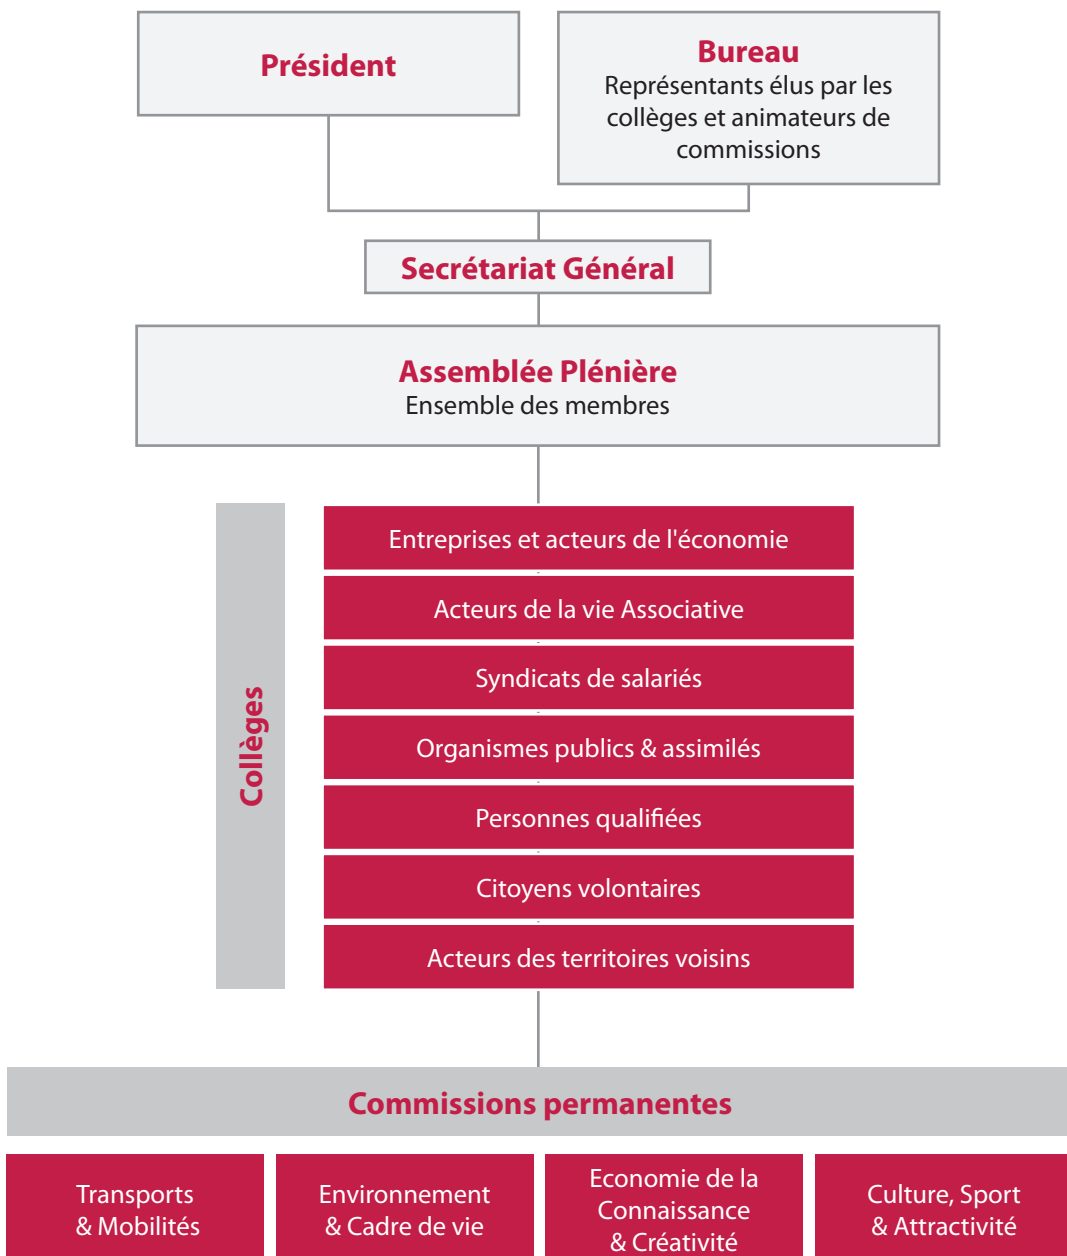 Président
Bureau
Représentants élus par les
collèges et animateurs de
commissions
Secrétariat Général
Assemblée Plénière
Ensemble des membres
Collèges
Entreprises et acteurs de l'économie
Acteurs de la vie Associative
Syndicats de salariés
Organismes publics & assimilés
Personnes qualifiées
Citoyens volontaires
Acteurs des territoires voisins
Commissions permanentes
Transports
& Mobilités
Environnement
& Cadre de vie
Economie de la
Connaissance
& Créativité
Culture, Sport
& Attractivité